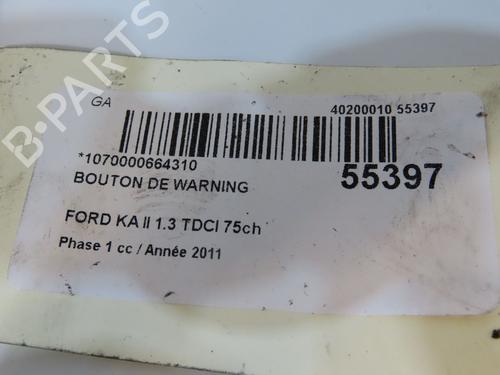 GA
40200010 55397
*1070000664310
55397
BOUTON DE WARNING
FORD KA II 1.3 TDCI 75ch
Phase 1 cc / Année 2011
B-PARTS